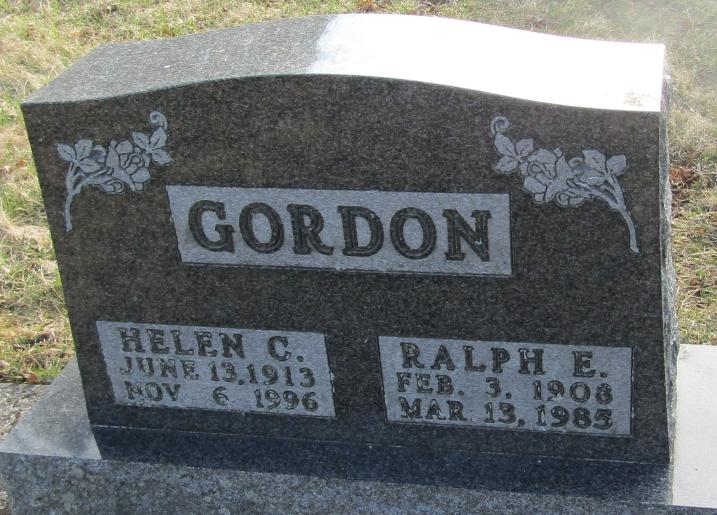 GORDON
HELEN C.
JUNE 13, 1913
NOV 6 1996
RALPH E.
FEB. 3, 1908
MAR. 13, 1985